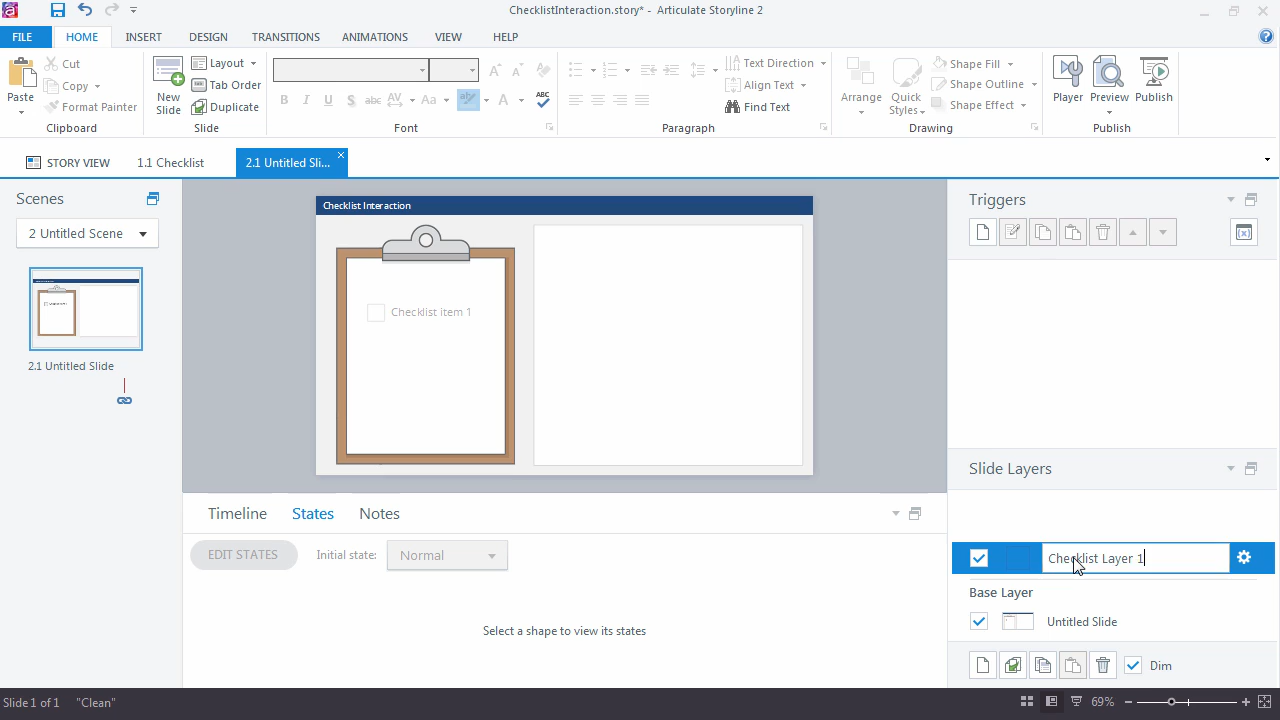 ChecklistInteraction.story* - Articulate Storyline 2
FILE HOME INSERT DESIGN TRANSITIONS ANIMATIONS VIEW HELP
Paste
Cut
Copy
Format Painter
Clipboard
New Slide
Layout
Tab Order
Duplicate
Slide
B I U S abc AV Aa A
ABC
Font
Paragraph
Text Direction
Align Text
Find Text
Arrange
Quick Styles
Shape Fill
Shape Outline
Shape Effect
Drawing
Player
Preview
Publish
Publish
STORY VIEW 1.1 Checklist 2.1 Untitled Sli...
Scenes
2 Untitled Scene
2.1 Untitled Slide
Checklist Interaction
Checklist item 1
Timeline States Notes
EDIT STATES Initial state: Normal
Select a shape to view its states
Triggers
Slide Layers
Checklist Layer 1
Base Layer
Untitled Slide
Dim
Slide 1 of 1 "Clean" 69%